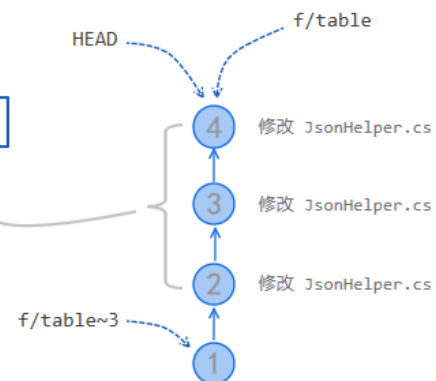 f/table
HEAD
4 修改 JsonHelper.cs
3 修改 JsonHelper.cs
2 修改 JsonHelper.cs
f/table~3
1